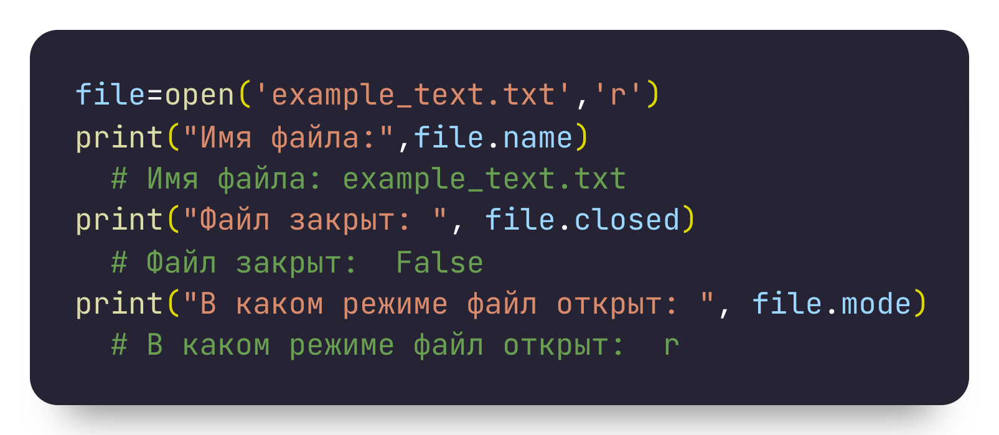 file=open('example_text.txt','r')
print("Имя файла:",file.name)
  # Имя файла: example_text.txt
print("Файл закрыт: ", file.closed)
  # Файл закрыт:  False
print("В каком режиме файл открыт: ", file.mode)
  # В каком режиме файл открыт:  r